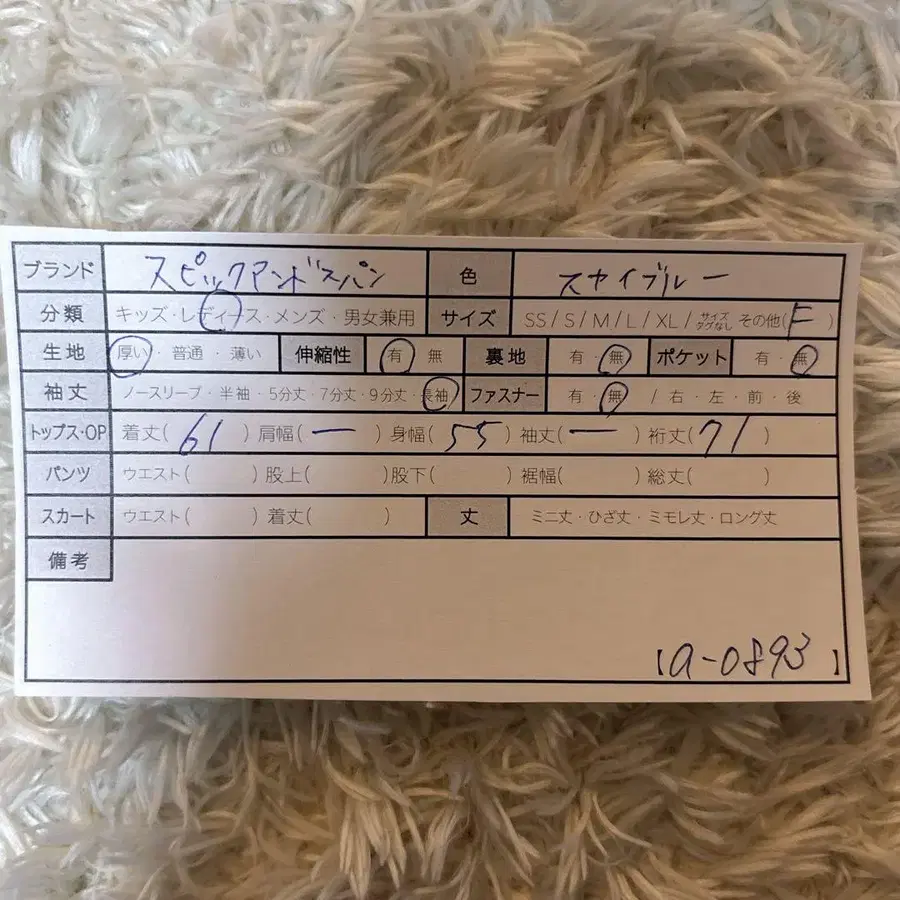 ブランド スピックアンドスパン 色 スカイブルー
分類 キッズ・レディース・メンズ・男女兼用 サイズ SS/S/M/L/XL/サイズタグなし その他(F)
生地 厚い・普通・薄い 伸縮性 有・無 裏地 有・無 ポケット 有・無
袖丈 ノースリーブ・半袖・5分丈・7分丈・9分丈・長袖 ファスナー 有・無 / 右・左・前・後
トップス・OP 着丈(61) 肩幅(ー) 身幅(55) 袖丈(ー) 裄丈(71)
パンツ ウエスト( ) 股上( ) 股下( ) 裾幅( ) 総丈( )
スカート ウエスト( ) 着丈( ) 丈 ミニ丈・ひざ丈・ミモレ丈・ロング丈
備考
【a-0893】